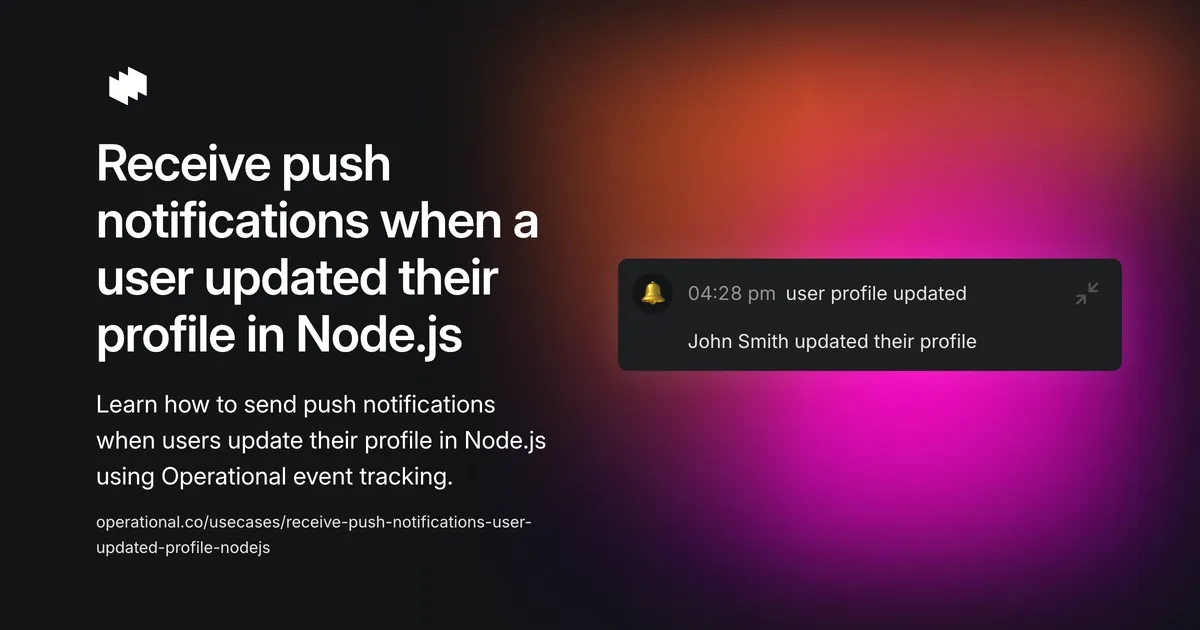 Receive push
notifications when a
user updated their
profile in Node.js
Learn how to send push notifications
when users update their profile in Node.js
using Operational event tracking.
operational.co/usecases/receive-push-notifications-user-
updated-profile-nodejs
04:28 pm user profile updated
John Smith updated their profile